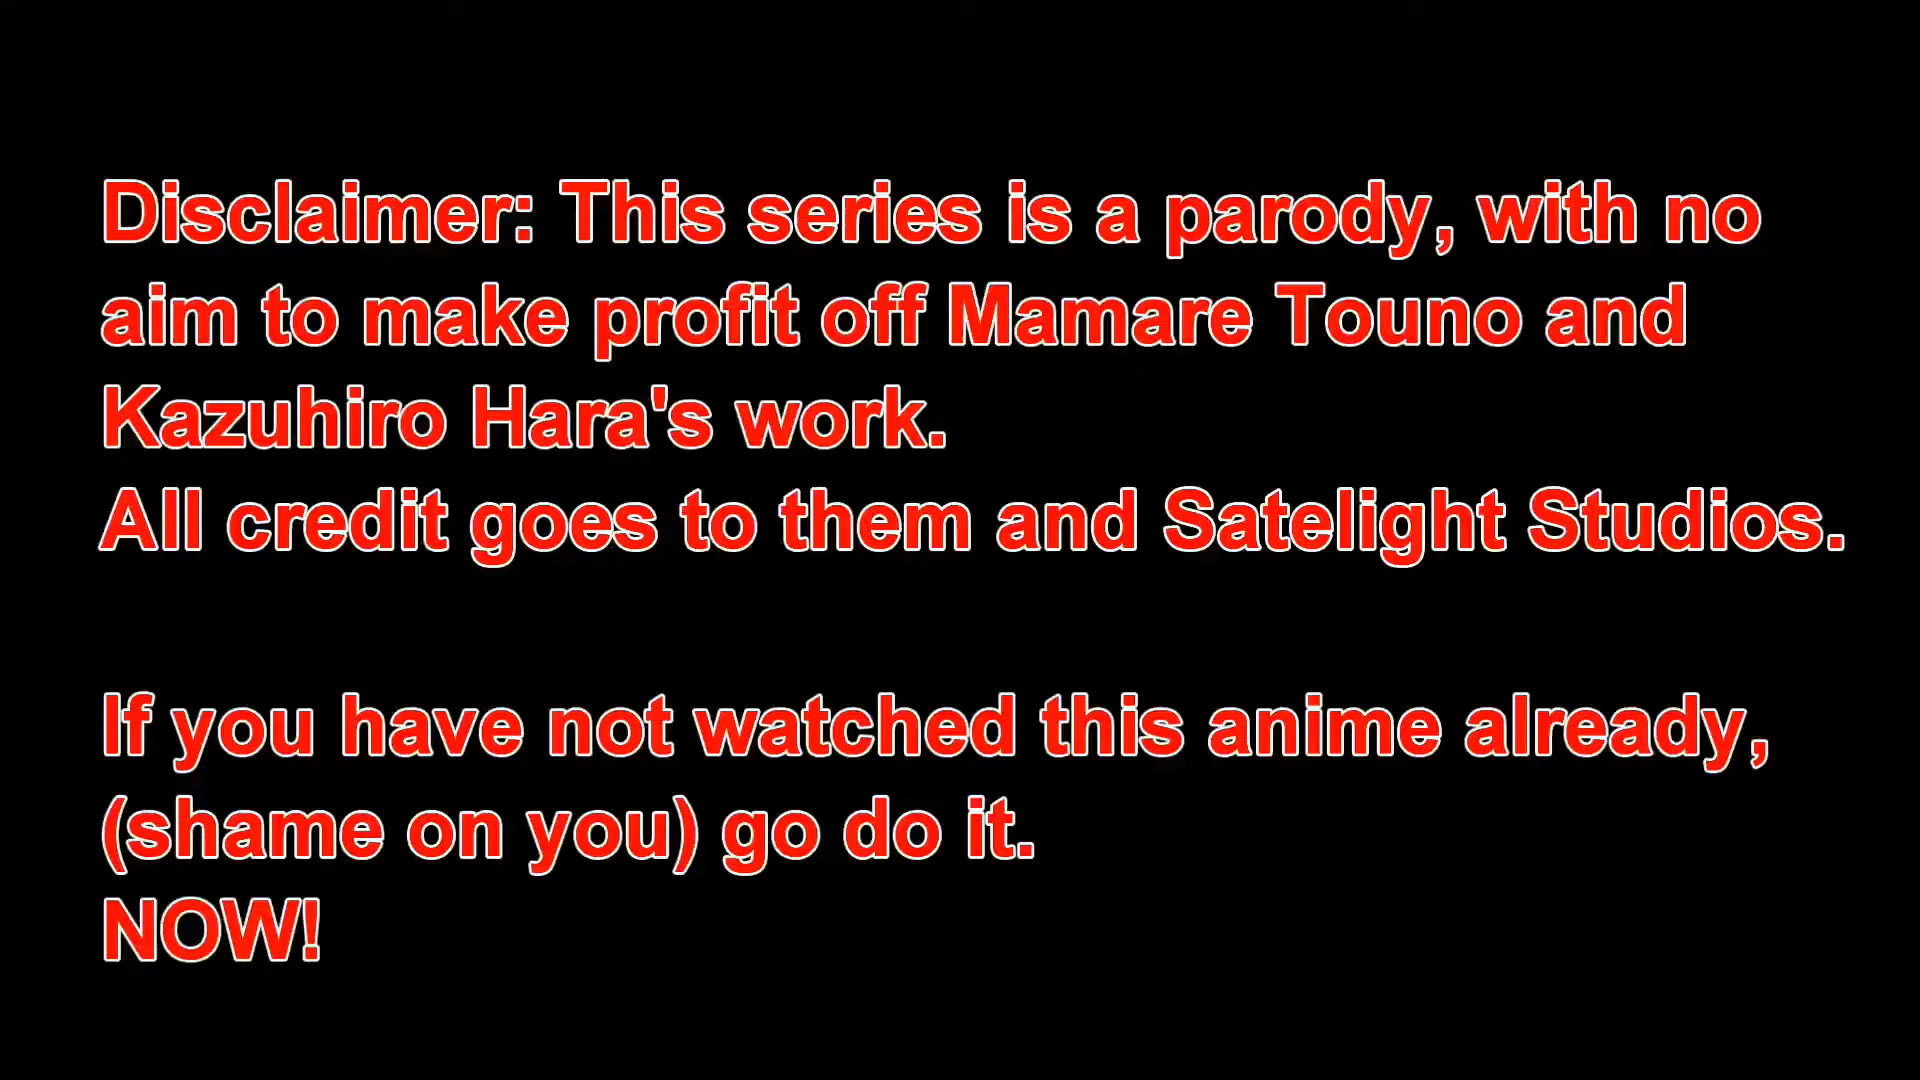 Disclaimer: This series is a parody, with no
aim to make profit off Mamare Touno and
Kazuhiro Hara's work.
All credit goes to them and Satelight Studios.
If you have not watched this anime already,
(shame on you) go do it.
NOW!